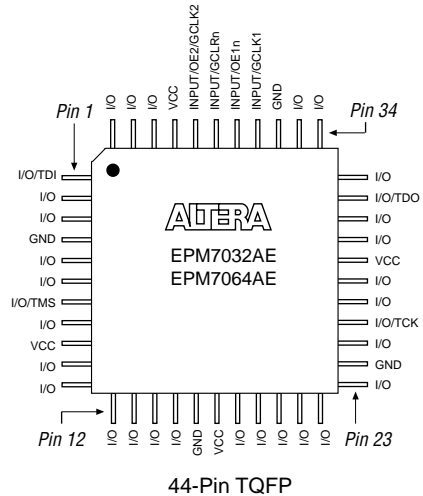 I/O
I/O
I/O
VCC
INPUT/OE2/GCLK2
INPUT/GCLRn
INPUT/OE1n
INPUT/GCLK1
GND
I/O
I/O
Pin 1
Pin 34
I/O/TDI
I/O
I/O
GND
I/O
I/O
I/O/TMS
I/O
VCC
I/O
I/O
ALTERA
EPM7032AE
EPM7064AE
I/O
I/O/TDO
I/O
I/O
VCC
I/O
I/O
I/O/TCK
I/O
GND
I/O
Pin 12
Pin 23
I/O
I/O
I/O
I/O
GND
VCC
I/O
I/O
I/O
I/O
I/O
44-Pin TQFP